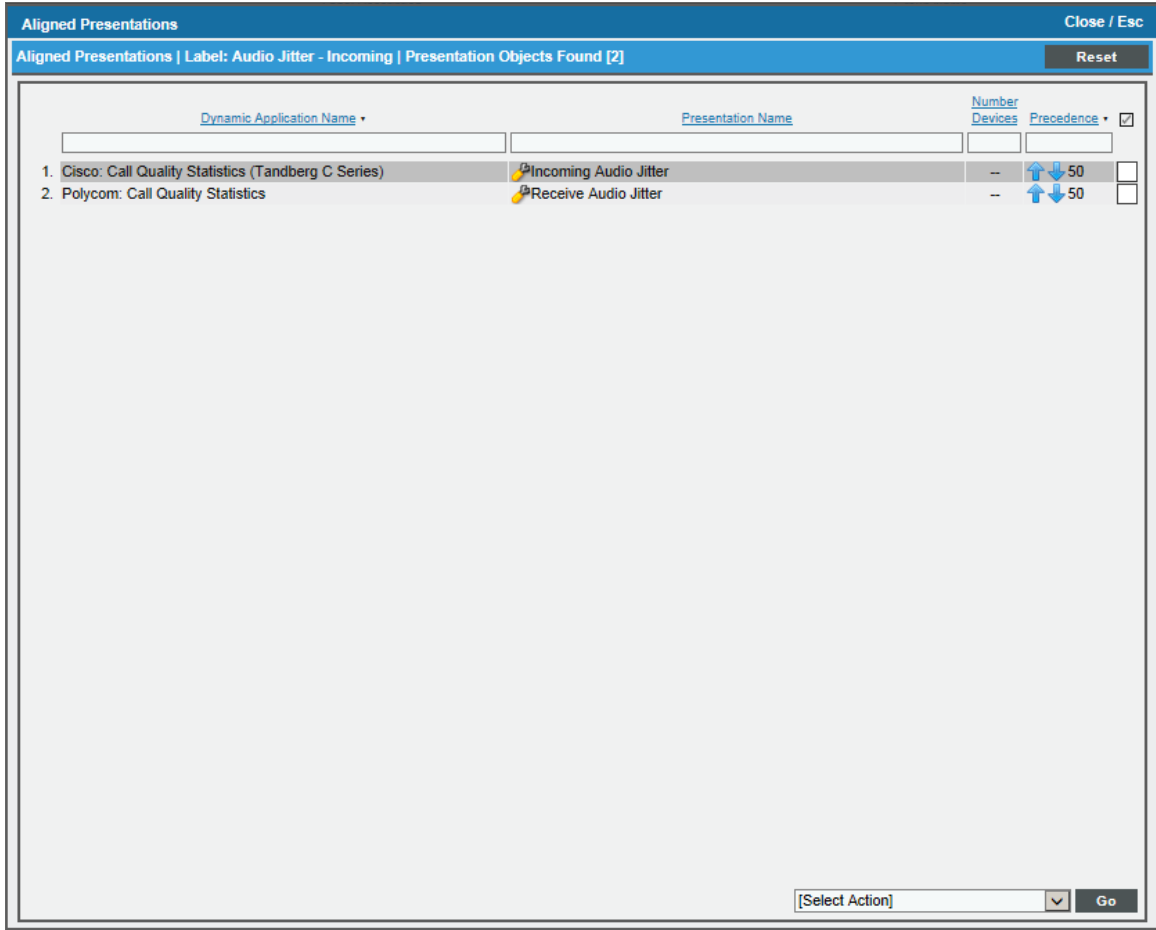 Aligned Presentations Close / Esc
Aligned Presentations | Label: Audio Jitter - Incoming | Presentation Objects Found [2] Reset
Number
Dynamic Application Name Presentation Name Devices Precedence
1. Cisco: Call Quality Statistics (Tandberg C Series) Incoming Audio Jitter -- 50
2. Polycom: Call Quality Statistics Receive Audio Jitter -- 50
[Select Action] Go